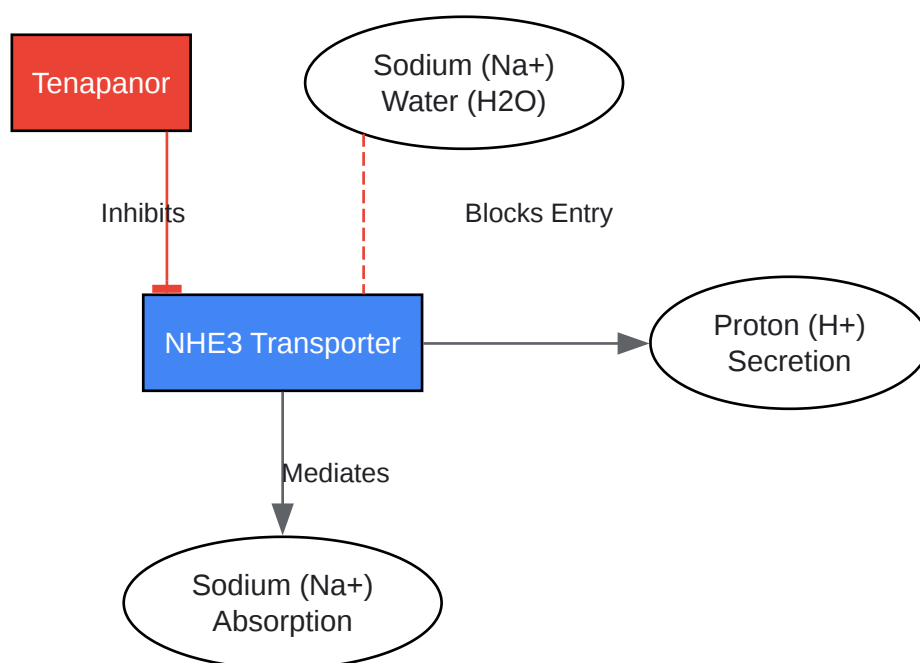 Tenapanor
Sodium (Na+)
Water (H2O)
Inhibits
Blocks Entry
NHE3 Transporter
Proton (H+)
Secretion
Mediates
Sodium (Na+)
Absorption